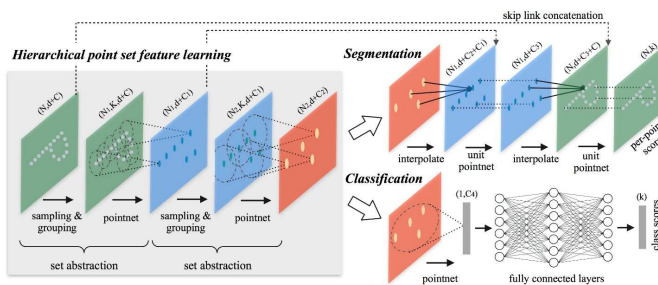 skip link concatenation
Hierarchical point set feature learning
Segmentation
(N,d+C)
(N1,K,d+C)
(N1,d+C1)
(N2,K,d+C1)
(N2,d+C2)
(N1,d+C2+C1)
(N1,d+C3)
(N,d+C3+C)
(N,k)
per-point
scores
interpolate
unit
pointnet
interpolate
unit
pointnet
sampling &
grouping
pointnet
sampling &
grouping
pointnet
set abstraction
set abstraction
Classification
(1,C4)
(k)
class scores
pointnet
fully connected layers